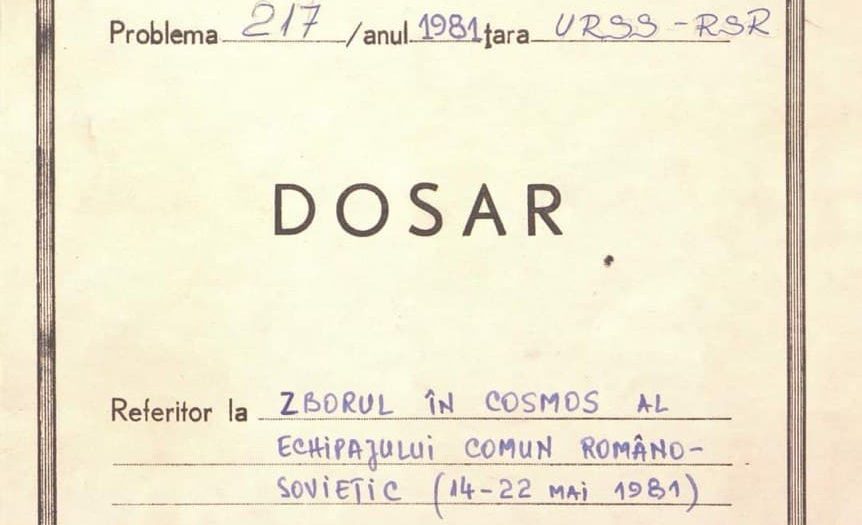 Problema 217 /anul 1981 țara URSS-RSR
DOSAR
Referitor la ZBORUL ÎN COSMOS AL
ECHIPAJULUI COMUN ROMÂNO-
SOVIETIC (14-22 MAI 1981)